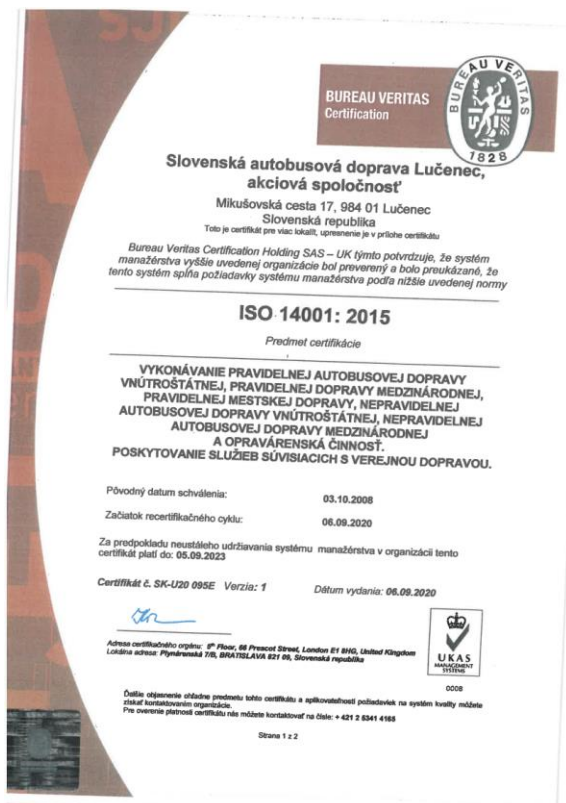 BUREAU VERITAS
Certification
BUREAU VERITAS
1828
Slovenská autobusová doprava Lučenec,
akciová spoločnosť
Mikušovská cesta 17, 984 01 Lučenec
Slovenská republika
Toto je certifikát pre viac lokalít, upresnenie je v prílohe certifikátu
Bureau Veritas Certification Holding SAS – UK týmto potvrdzuje, že systém
manažérstva vyššie uvedenej organizácie bol preverený a bolo preukázané, že
tento systém spĺňa požiadavky systému manažérstva podľa nižšie uvedenej normy
ISO 14001: 2015
Predmet certifikácie
VYKONÁVANIE PRAVIDELNEJ AUTOBUSOVEJ DOPRAVY
VNÚTROŠTÁTNEJ, PRAVIDELNEJ DOPRAVY MEDZINÁRODNEJ,
PRAVIDELNEJ MESTSKEJ DOPRAVY, NEPRAVIDELNEJ
AUTOBUSOVEJ DOPRAVY VNÚTROŠTÁTNEJ, NEPRAVIDELNEJ
AUTOBUSOVEJ DOPRAVY MEDZINÁRODNEJ
A OPRAVÁRENSKÁ ČINNOSŤ.
POSKYTOVANIE SLUŽIEB SÚVISIACICH S VEREJNOU DOPRAVOU.
Pôvodný datum schválenia: 03.10.2008
Začiatok recertifikačného cyklu: 06.09.2020
Za predpokladu neustáleho udržiavania systému manažérstva v organizácii tento
certifikát platí do: 05.09.2023
Certifikát č. SK-U20 095E Verzia: 1 Dátum vydania: 06.09.2020
Adresa certifikačného orgánu: 5th Floor, 66 Prescot Street, London E1 8HG, United Kingdom
Lokálna adresa: Plynárenská 7/B, BRATISLAVA 821 09, Slovenská republika
UKAS
MANAGEMENT
SYSTEMS
0008
Ďalšie objasnenie ohľadne predmetu tohto certifikátu a aplikovateľnosti požiadaviek na systém kvality môžete
získať kontaktovaním organizácie.
Pre overenie platnosti certifikátu nás môžete kontaktovať na čísle: + 421 2 5341 4165
Strana 1 z 2